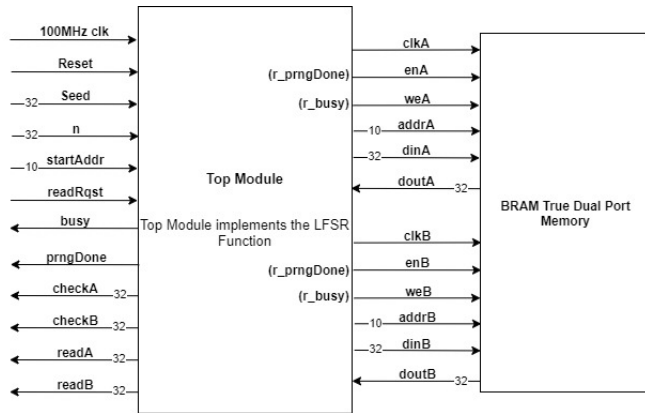 100MHz clk
Reset
32 Seed
32 n
10 startAddr
readRqst
busy
prngDone
checkA 32
checkB 32
readA 32
readB 32
(r_prngDone)
(r_busy)
Top Module
Top Module implements the LFSR
Function
(r_prngDone)
(r_busy)
clkA
enA
weA
10 addrA
32 dinA
doutA 32
clkB
enB
weB
10 addrB
32 dinB
doutB 32
BRAM True Dual Port
Memory